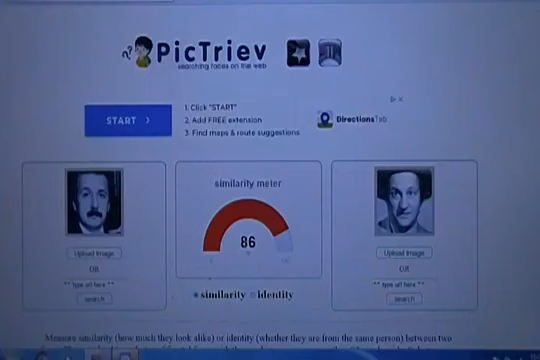 PicTriev
searching faces on the web
START >
1. Click "START"
2. Add FREE extension
3. Find maps & route suggestions
DirectionsTab
similarity meter
86
%
Upload Image
OR
** type url here **
search
Upload Image
OR
** type url here **
search
similarity identity
Measure similarity (how much they look alike) or identity (whether they are from the same person) between two